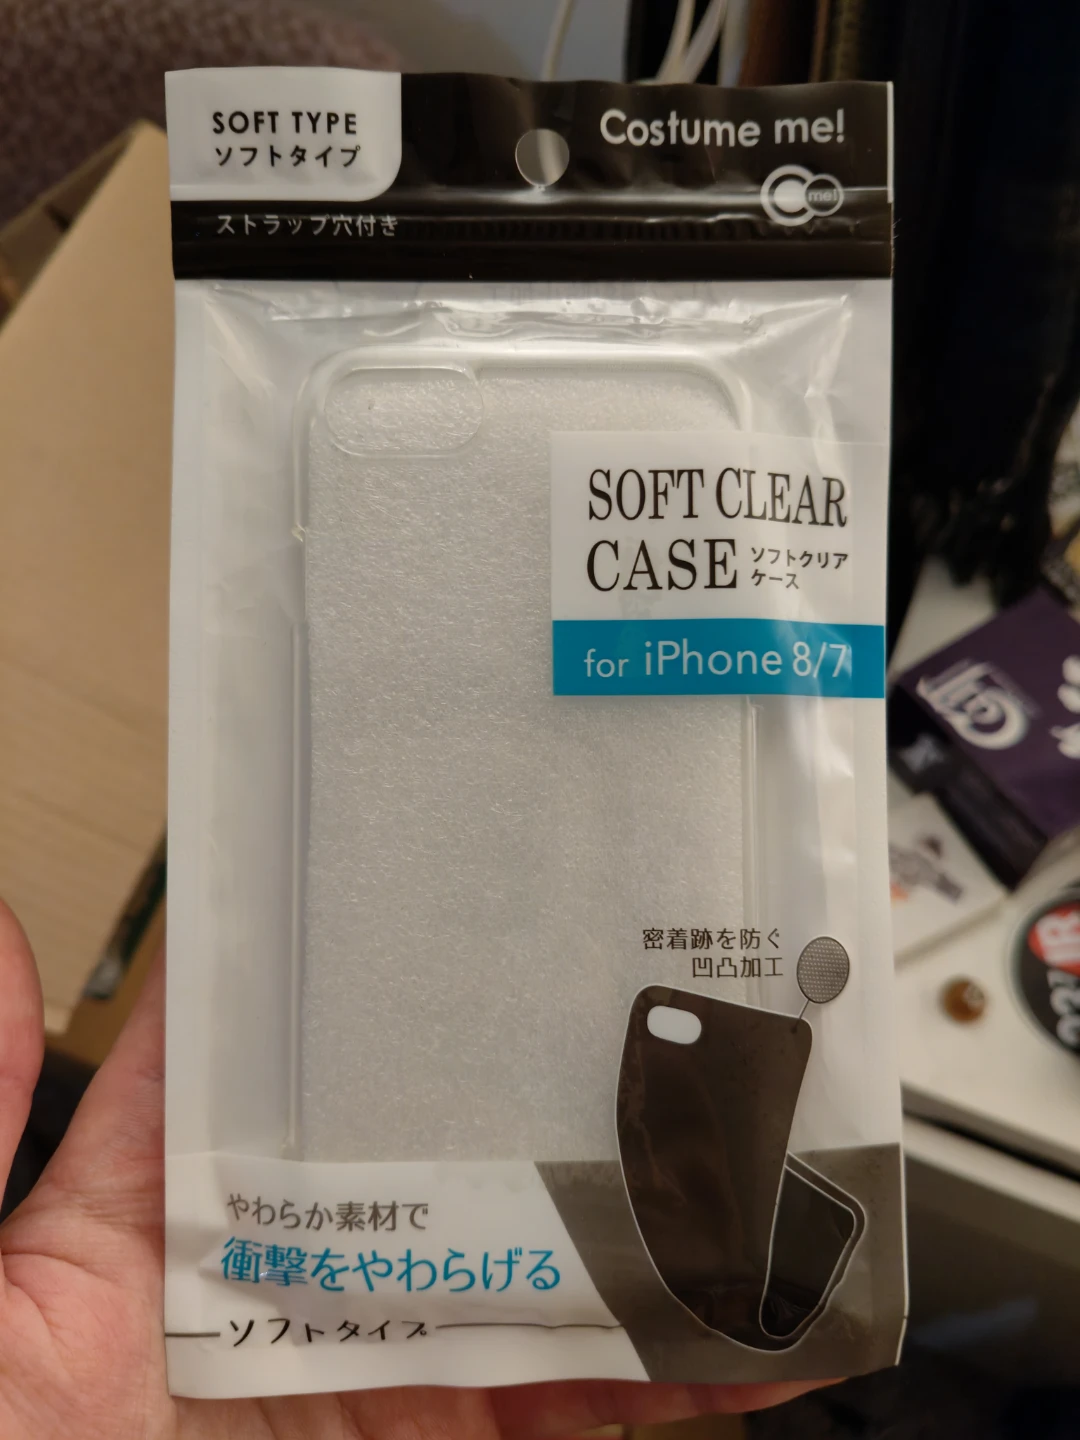 SOFT TYPE
ソフトタイプ
Costume me!
me!
ストラップ穴付き
SOFT CLEAR
CASE ソフトクリア
ケース
for iPhone 8/7
密着跡を防ぐ
凹凸加工
やわらか素材で
衝撃をやわらげる
ソフトタイプ